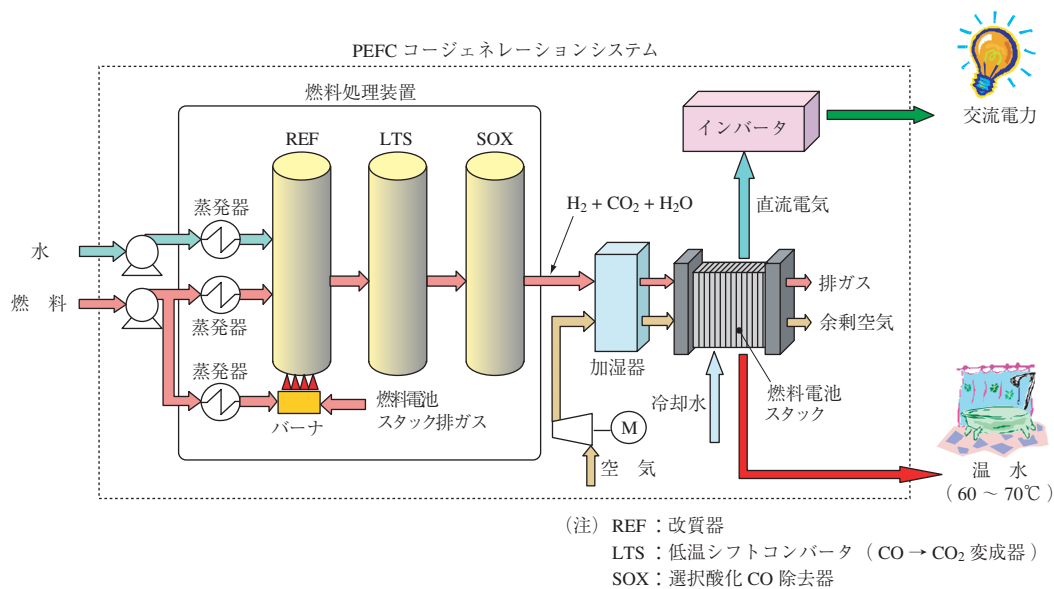 PEFC コージェネレーションシステム
交流電力
燃料処理装置
REF
LTS
SOX
インバータ
蒸発器
H₂ + CO₂ + H₂O
直流電気
水
燃 料
蒸発器
排ガス
余剰空気
加湿器
蒸発器
燃料電池
スタック排ガス
バーナ
冷却水
燃料電池
スタック
M
空 気
温 水
( 60 ～ 70℃ )
(注) REF：改質器
LTS：低温シフトコンバータ ( CO → CO₂ 変成器 )
SOX：選択酸化 CO 除去器